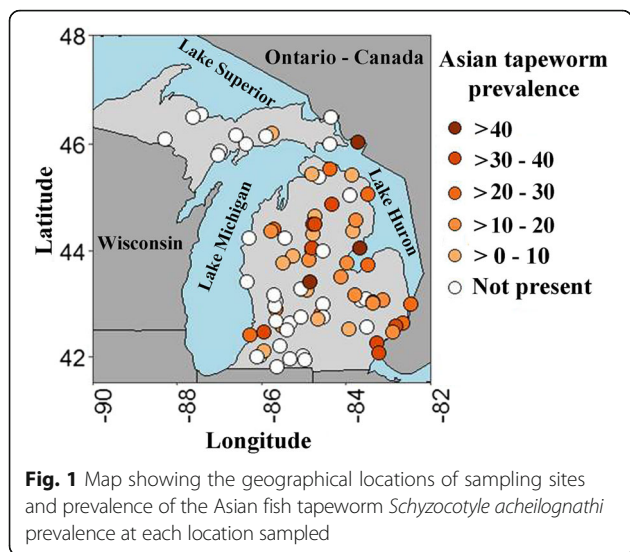 48
46
44
42
Latitude
Lake Superior
Ontario - Canada
Wisconsin
Lake Michigan
Lake Huron
-90
-88
-86
-84
-82
Longitude
Asian tapeworm
prevalence
>40
>30 - 40
>20 - 30
>10 - 20
> 0 - 10
Not present
Fig. 1 Map showing the geographical locations of sampling sites
and prevalence of the Asian fish tapeworm Schyzocotyle acheilognathi
prevalence at each location sampled